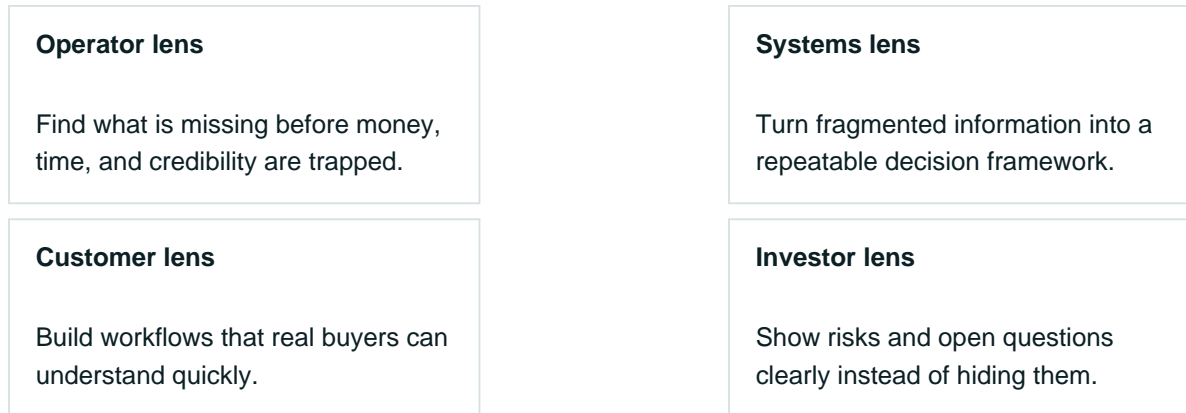 Operator lens
Find what is missing before money,
time, and credibility are trapped.
Systems lens
Turn fragmented information into a
repeatable decision framework.
Customer lens
Build workflows that real buyers can
understand quickly.
Investor lens
Show risks and open questions
clearly instead of hiding them.